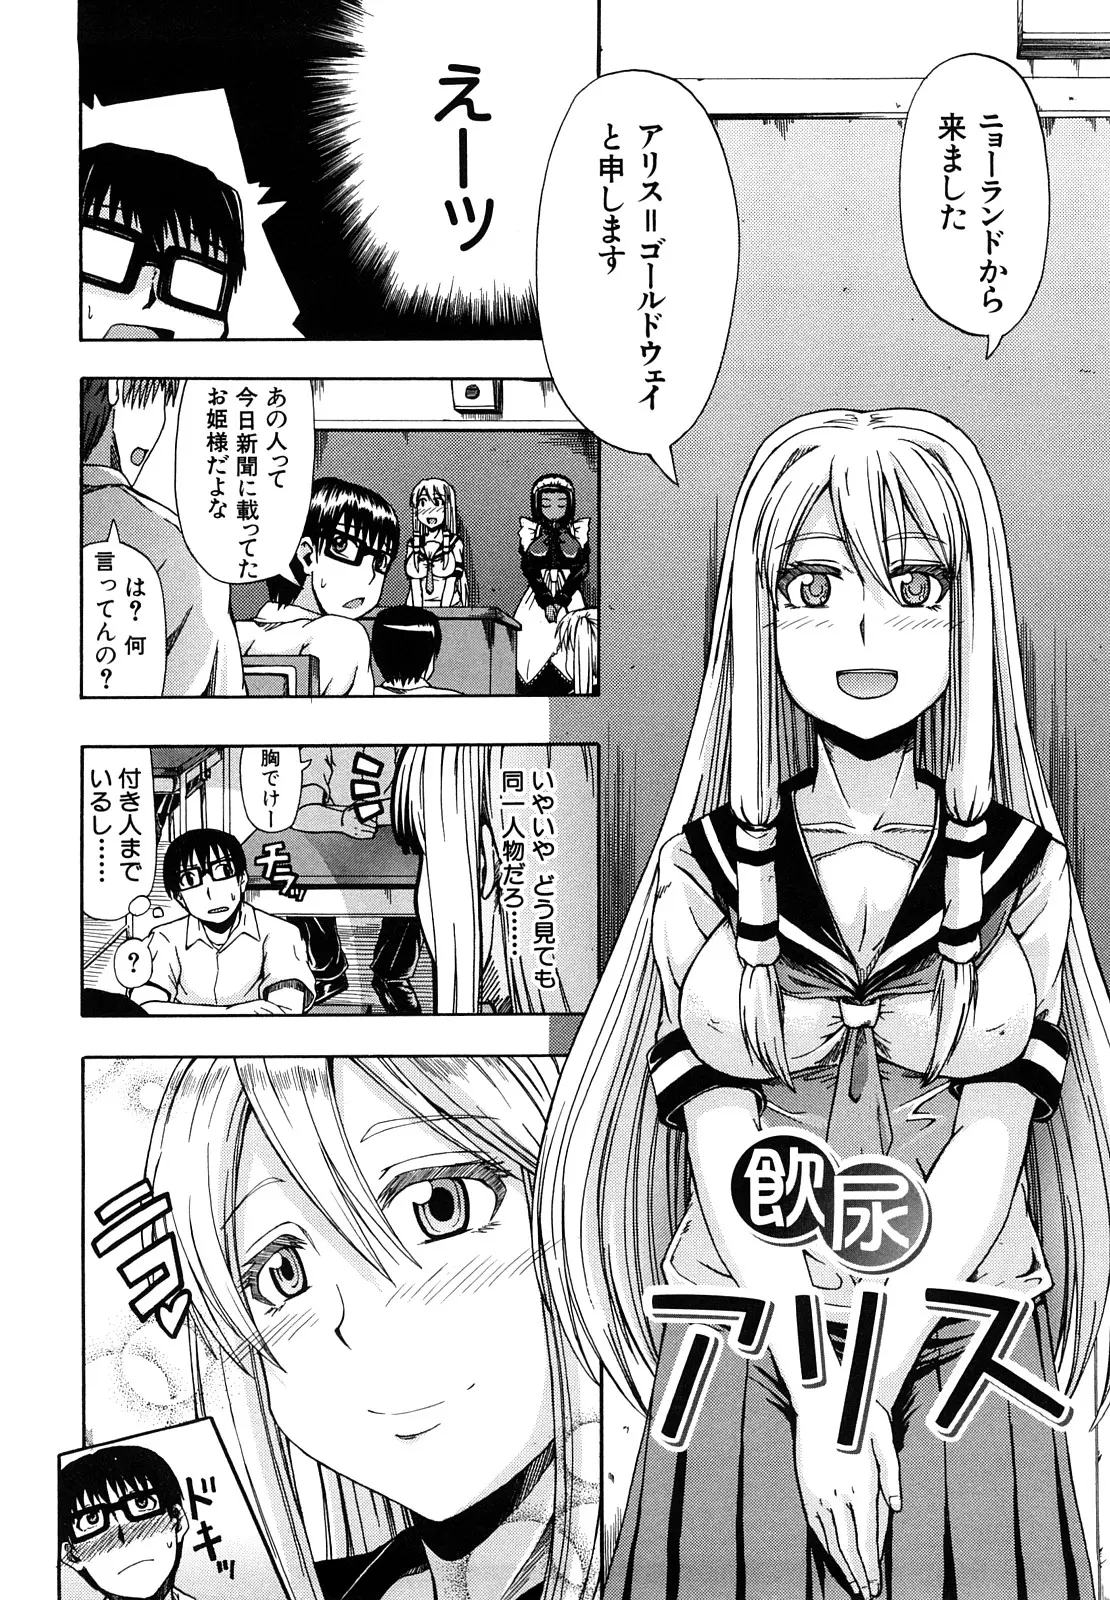 ニョーランドから
来ました
アリス＝ゴールドウェイ
と申します
えーッ
あの人って
今日新聞に載ってた
お姫様だよな
は？何
言ってんの？
いやいや どう見ても
同一人物だろ……
胸でけー
チラッ
付き人まで
いるし……
？
ニコ♡
ドキッ
飲尿
アリス